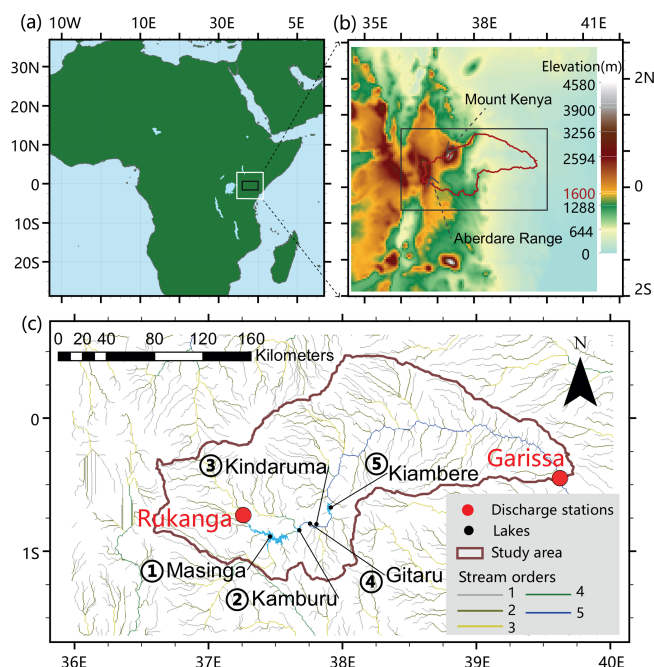 (a)
10W 10E 30E 5E
30N
20N
10N
0
10S
20S
(b)
35E 38E 41E
2N
0
2S
Elevation(m)
4580
3900
3256
2594
1600
1288
644
0
Mount Kenya
Aberdare Range
(c)
0 20 40 80 120 160
Kilometers
N
0
1S
③ Kindaruma
⑤ Kiambere
Garissa
Rukanga
① Masinga
② Kamburu
④ Gitaru
Discharge stations
Lakes
Study area
Stream orders
1 4
2 5
3
36E 37E 38E 39E 40E